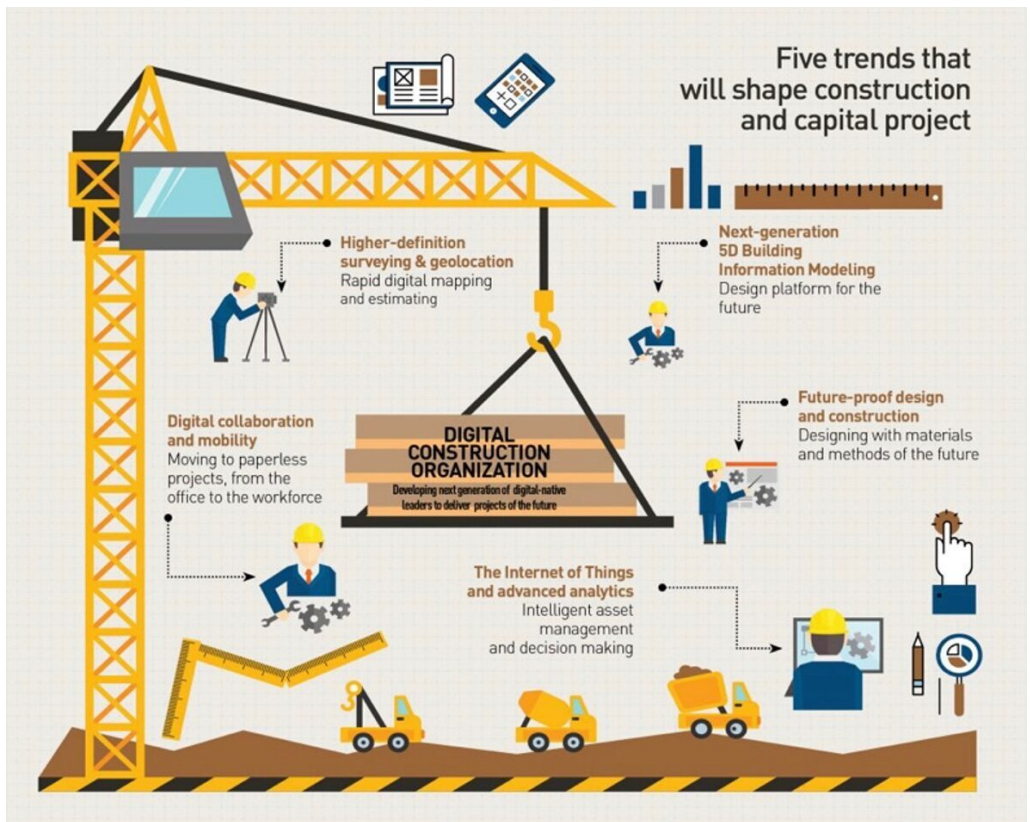 Five trends that
will shape construction
and capital project
Higher-definition
surveying & geolocation
Rapid digital mapping
and estimating
Next-generation
5D Building
Information Modeling
Design platform for the
future
Digital collaboration
and mobility
Moving to paperless
projects, from the
office to the workforce
DIGITAL
CONSTRUCTION
ORGANIZATION
Developing next generation of digital-native
leaders to deliver projects of the future
Future-proof design
and construction
Designing with materials
and methods of the future
The Internet of Things
and advanced analytics
Intelligent asset
management
and decision making